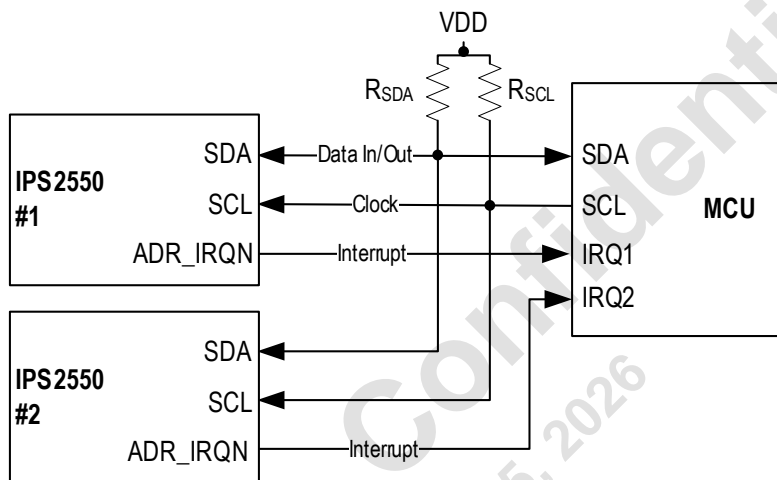 VDD
RSDA
RSCL
IPS2550
#1
SDA
SCL
ADR_IRQN
Data In/Out
Clock
Interrupt
SDA
SCL
IRQ1
IRQ2
MCU
IPS2550
#2
SDA
SCL
ADR_IRQN
Interrupt
5, 2026